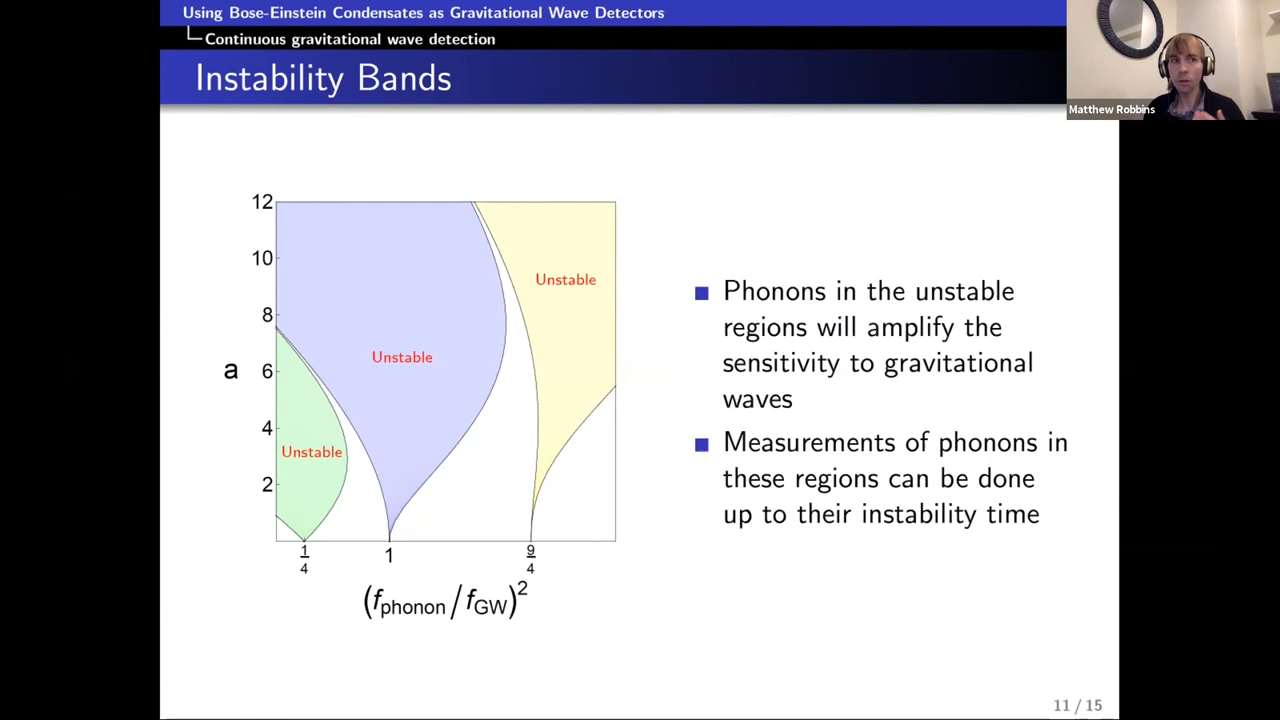 Using Bose-Einstein Condensates as Gravitational Wave Detectors
Continuous gravitational wave detection
Instability Bands
Matthew Robbins
12
10
8
6
4
2
a
Unstable
Unstable
Unstable
1/4
1
9/4
(fphonon/fGW)²
■ Phonons in the unstable
regions will amplify the
sensitivity to gravitational
waves
■ Measurements of phonons in
these regions can be done
up to their instability time
11 / 15